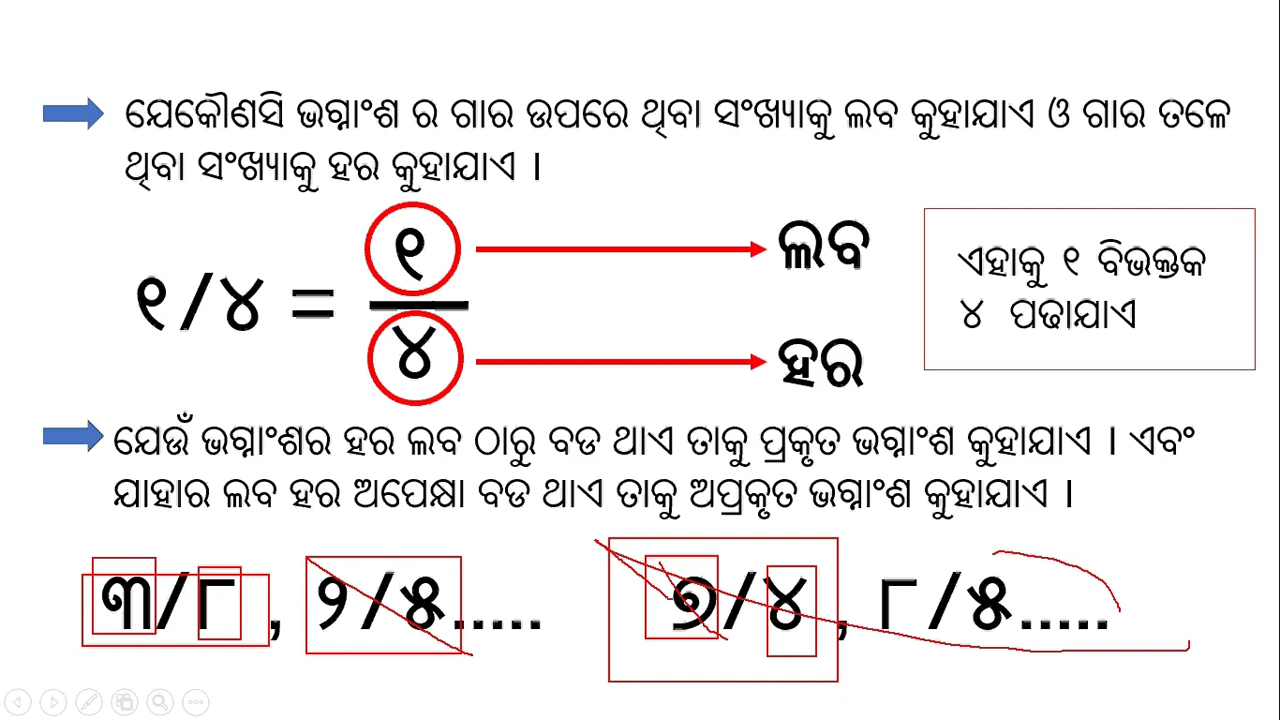 ଯେକୌଣସି ଭଗ୍ନାଂଶ ର ଗାର ଉପରେ ଥିବା ସଂଖ୍ୟାକୁ ଲବ କୁହାଯାଏ ଓ ଗାର ତଳେ
ଥିବା ସଂଖ୍ୟାକୁ ହର କୁହାଯାଏ ।
୧/୪ = ୧ ଲବ
୪ ହର
ଏହାକୁ ୧ ବିଭକ୍ତକ
୪ ପଢାଯାଏ
ଯେଉଁ ଭଗ୍ନାଂଶର ହର ଲବ ଠାରୁ ବଡ ଥାଏ ତାକୁ ପ୍ରକୃତ ଭଗ୍ନାଂଶ କୁହାଯାଏ । ଏବଂ
ଯାହାର ଲବ ହର ଅପେକ୍ଷା ବଡ ଥାଏ ତାକୁ ଅପ୍ରକୃତ ଭଗ୍ନାଂଶ କୁହାଯାଏ ।
୩/୮ , ୨/୫..... ୭/୪ , ୮/୫.....